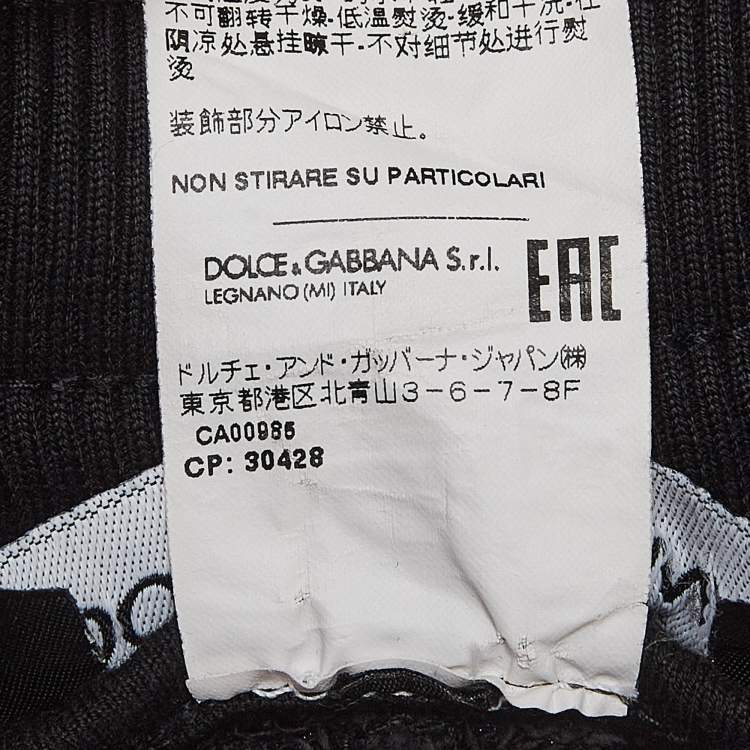 不可翻转干燥-低温熨烫-缓和干洗-在
阴凉处悬挂晾干-不对细节处进行熨
烫
装飾部分アイロン禁止。
NON STIRARE SU PARTICOLARI
DOLCE & GABBANA S.r.l.
LEGNANO (MI) ITALY
EAC
ドルチェ・アンド・ガッバーナ・ジャパン(株)
東京都港区北青山3-6-7-8F
CA00985
CP: 30428